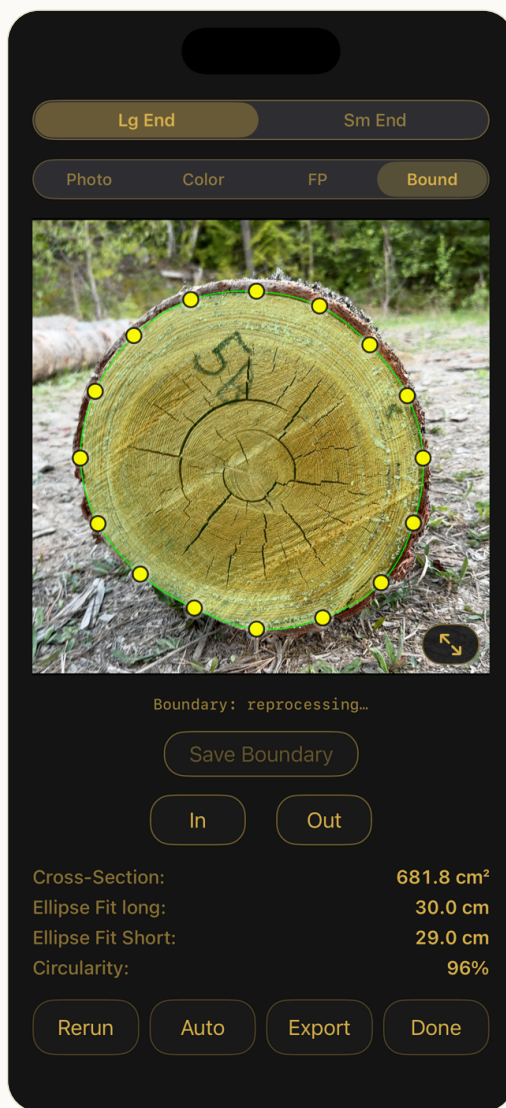 Lg End Sm End
Photo Color FP Bound
Boundary: reprocessing…
Save Boundary
In Out
Cross-Section: 681.8 cm²
Ellipse Fit long: 30.0 cm
Ellipse Fit Short: 29.0 cm
Circularity: 96%
Rerun Auto Export Done